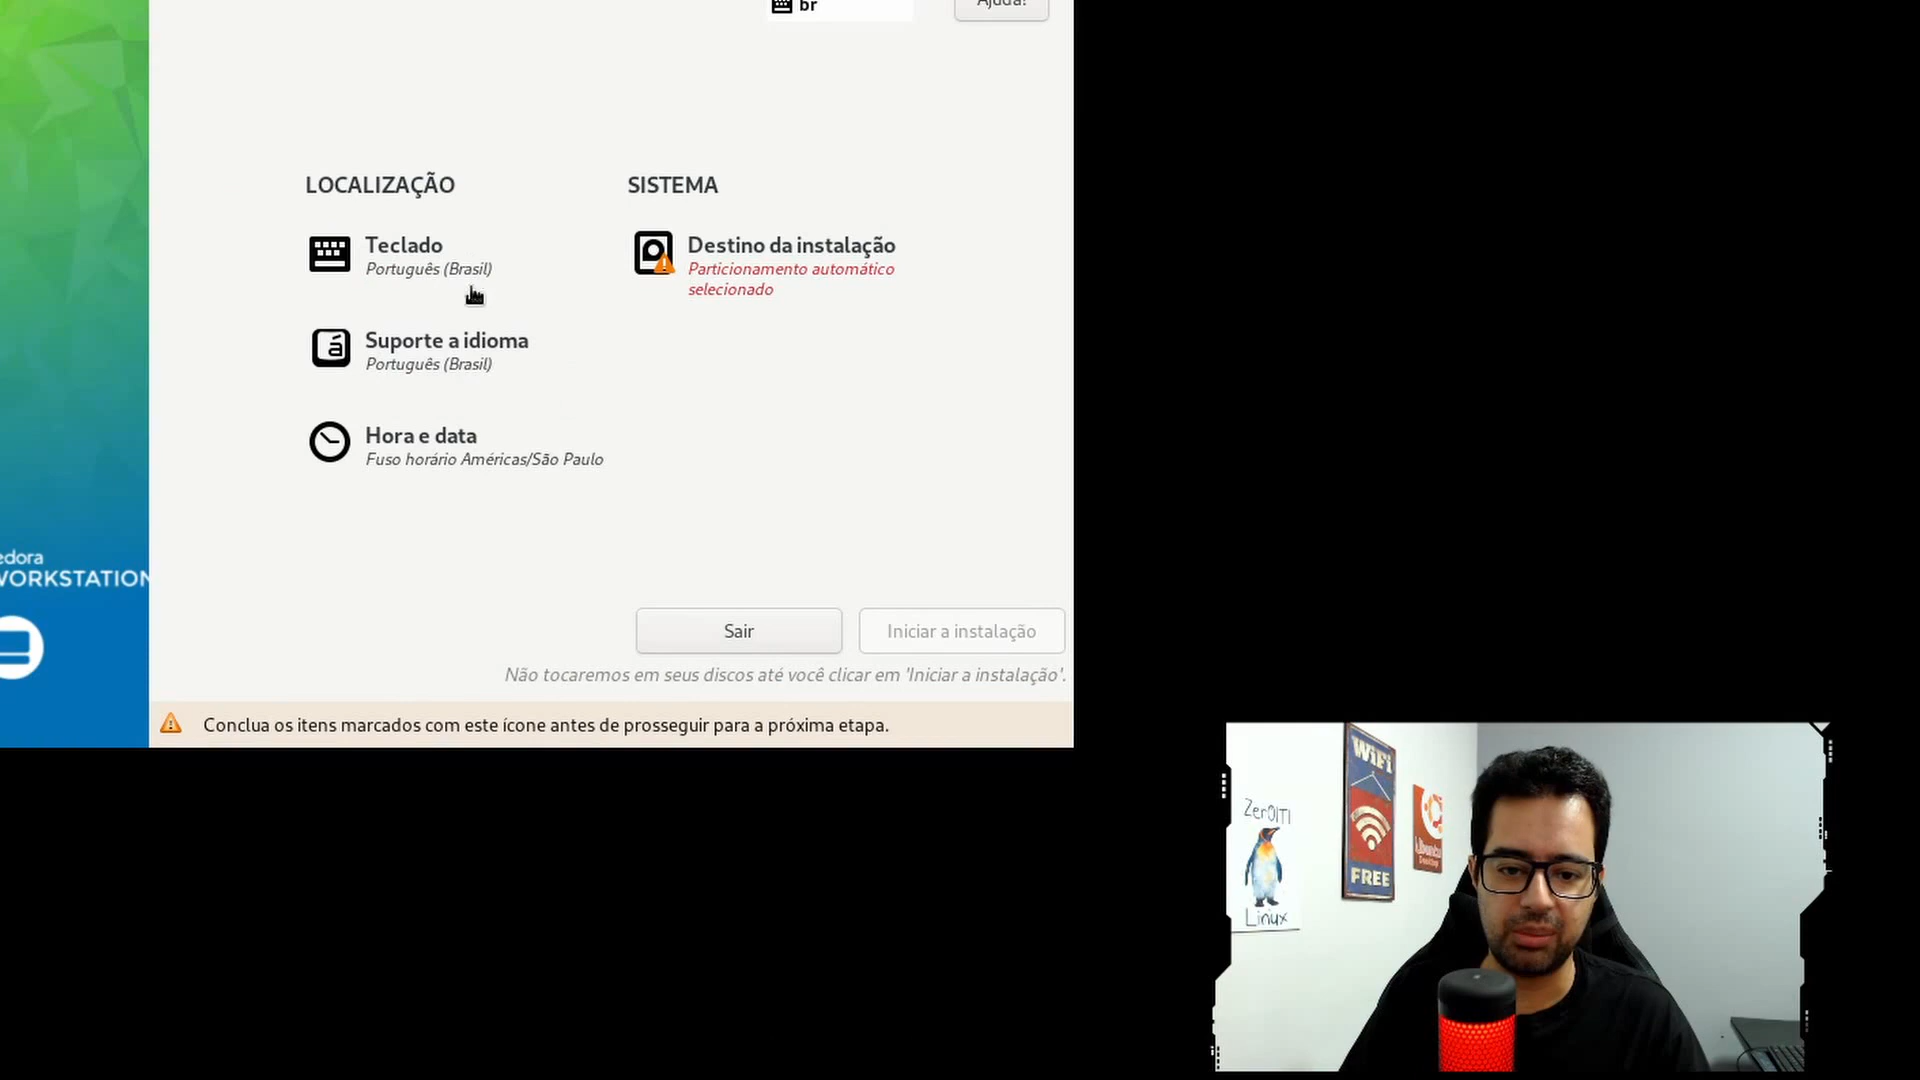 br
Ajuda!
LOCALIZAÇÃO
SISTEMA
Teclado
Português (Brasil)
Destino da instalação
Particionamento automático
selecionado
Suporte a idioma
Português (Brasil)
Hora e data
Fuso horário Américas/São Paulo
edora
WORKSTATION
Sair
Iniciar a instalação
Não tocaremos em seus discos até você clicar em 'Iniciar a instalação'.
Conclua os itens marcados com este ícone antes de prosseguir para a próxima etapa.
WiFi
FREE
Zer0ITI
Linux
Ubuntu